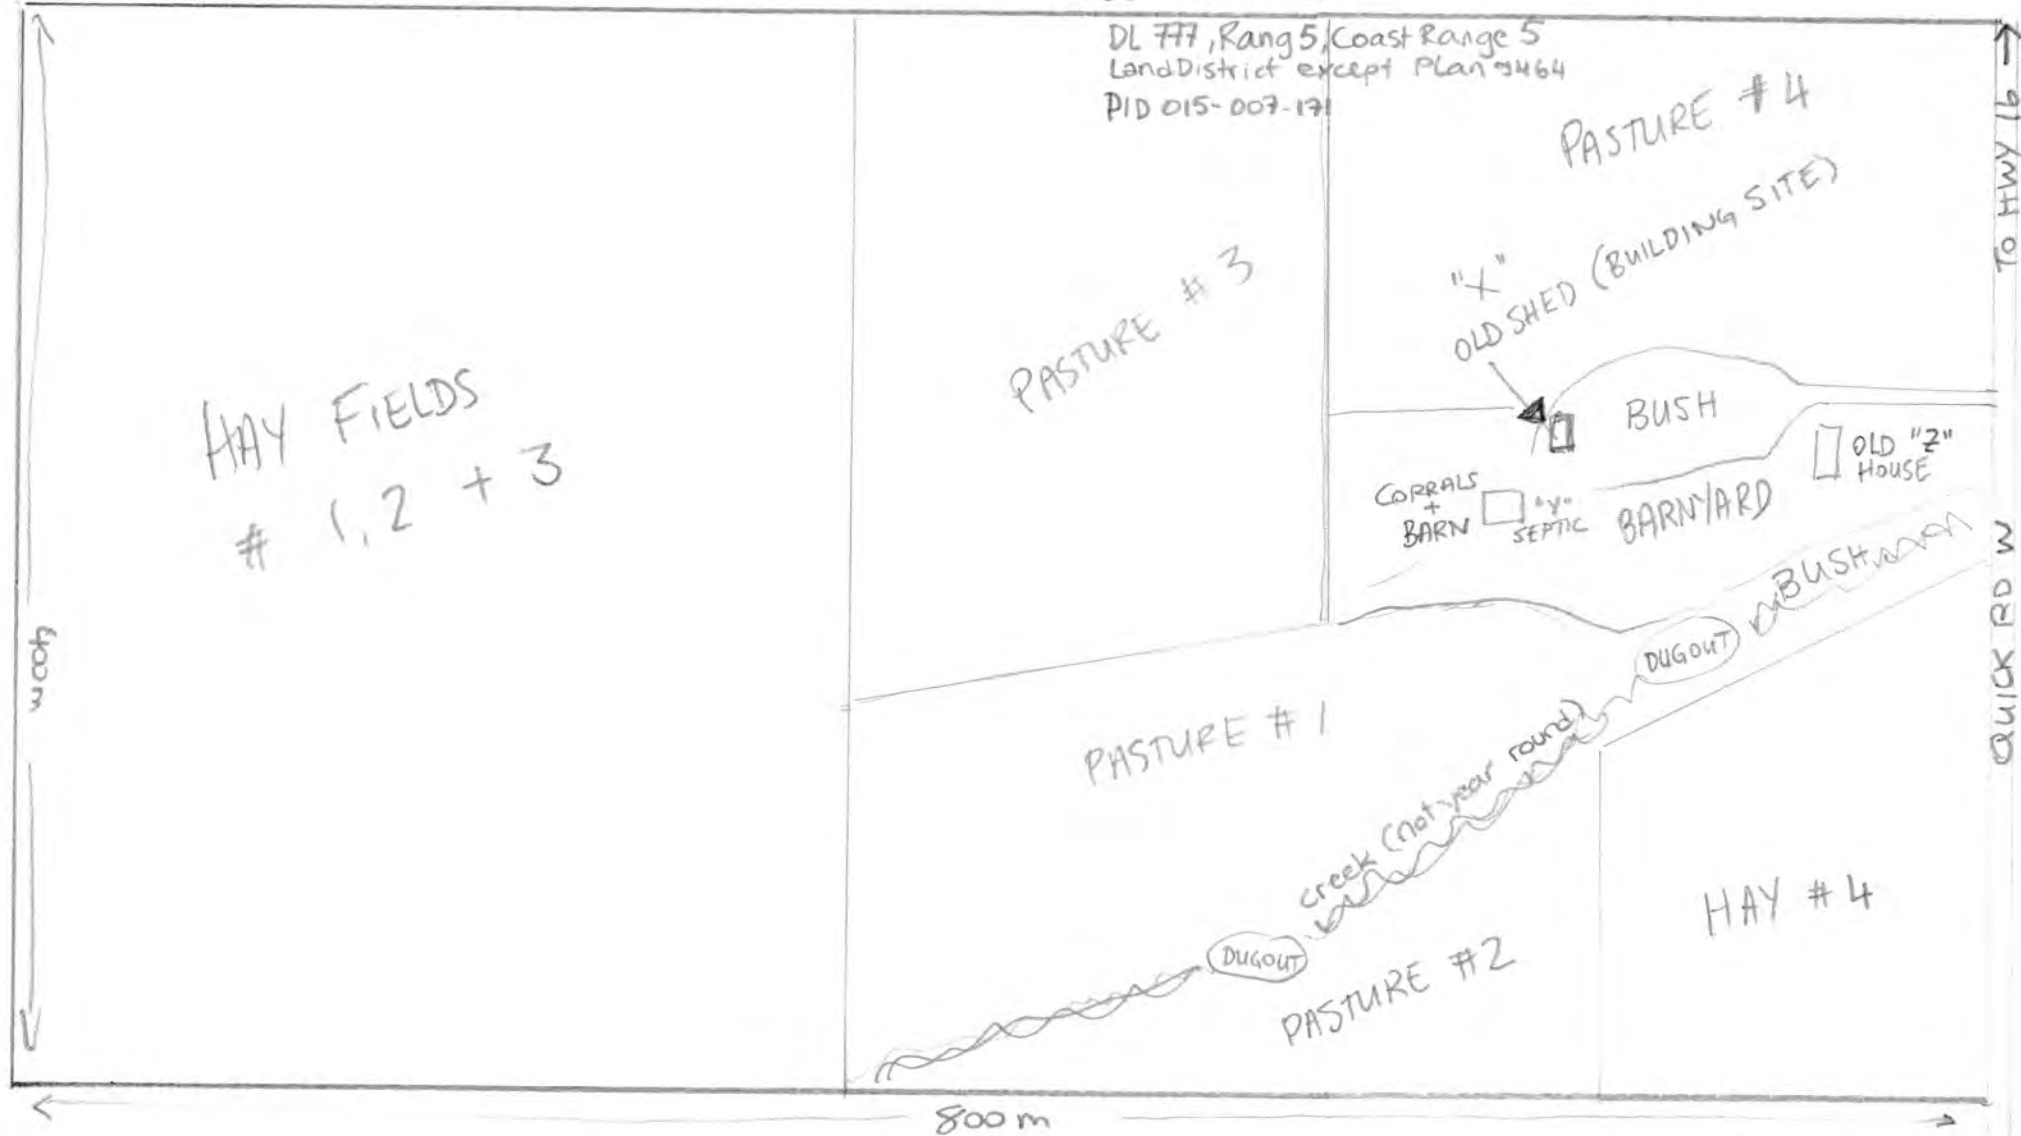 DL 777, Rang 5, Coast Range 5
Land District except Plan 9464
PID 015-007-171
PASTURE # 4
TO HWY 16
"X"
OLD SHED (BUILDING SITE)
PASTURE # 3
HAY FIELDS
# 1, 2 + 3
BUSH
OLD "Z"
HOUSE
CORRALS
+
BARN
"Y"
SEPTIC
BARNYARD
BUSH
QUICK RD W
DUGOUT
400m
PASTURE # 1
creek (not year round)
HAY # 4
DUGOUT
PASTURE #2
800 m